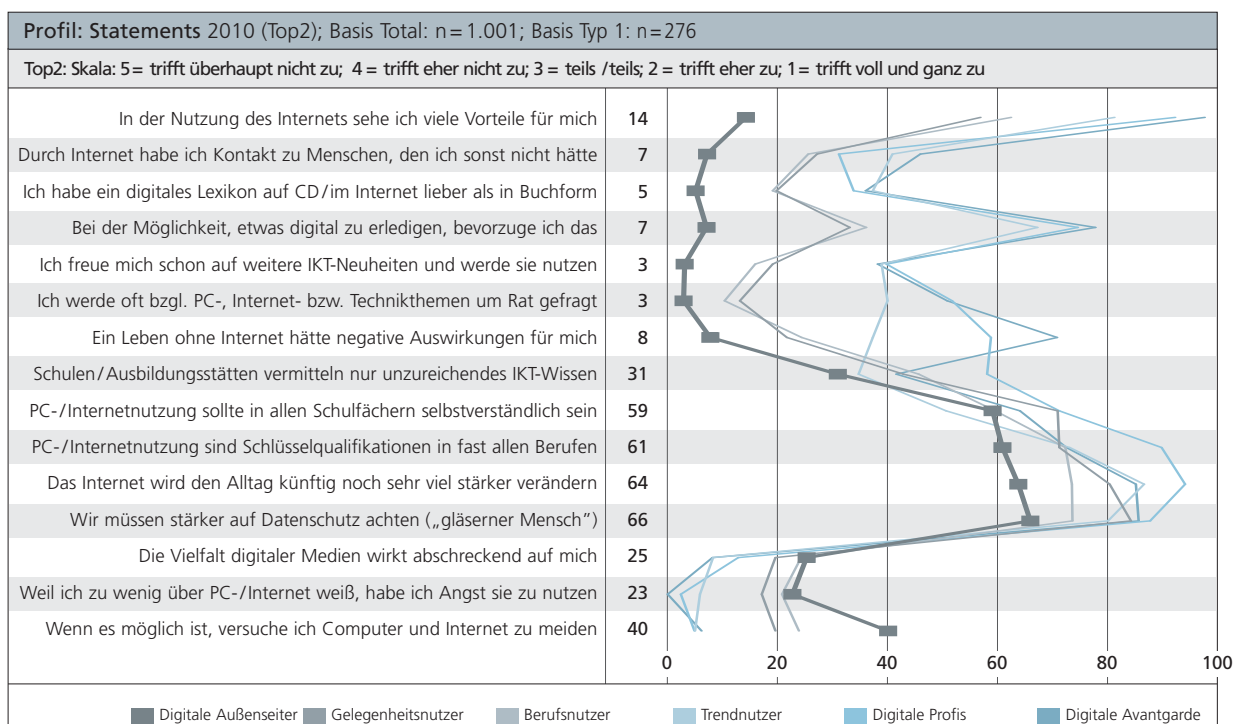 Profil: Statements 2010 (Top2); Basis Total: n=1.001; Basis Typ 1: n=276
Top2: Skala: 5= trifft überhaupt nicht zu; 4= trifft eher nicht zu; 3= teils/teils; 2= trifft eher zu; 1= trifft voll und ganz zu
In der Nutzung des Internets sehe ich viele Vorteile für mich 14
Durch Internet habe ich Kontakt zu Menschen, den ich sonst nicht hätte 7
Ich habe ein digitales Lexikon auf CD/im Internet lieber als in Buchform 5
Bei der Möglichkeit, etwas digital zu erledigen, bevorzuge ich das 7
Ich freue mich schon auf weitere IKT-Neuheiten und werde sie nutzen 3
Ich werde oft bzgl. PC-, Internet- bzw. Technikthemen um Rat gefragt 3
Ein Leben ohne Internet hätte negative Auswirkungen für mich 8
Schulen/Ausbildungsstätten vermitteln nur unzureichendes IKT-Wissen 31
PC-/Internetnutzung sollte in allen Schulfächern selbstverständlich sein 59
PC-/Internetnutzung sind Schlüsselqualifikationen in fast allen Berufen 61
Das Internet wird den Alltag künftig noch sehr viel stärker verändern 64
Wir müssen stärker auf Datenschutz achten („gläserner Mensch“) 66
Die Vielfalt digitaler Medien wirkt abschreckend auf mich 25
Weil ich zu wenig über PC-/Internet weiß, habe ich Angst sie zu nutzen 23
Wenn es möglich ist, versuche ich Computer und Internet zu meiden 40
0 20 40 60 80 100
Digitale Außenseiter Gelegenheitsnutzer Berufsnutzer Trendnutzer Digitale Profis Digitale Avantgarde